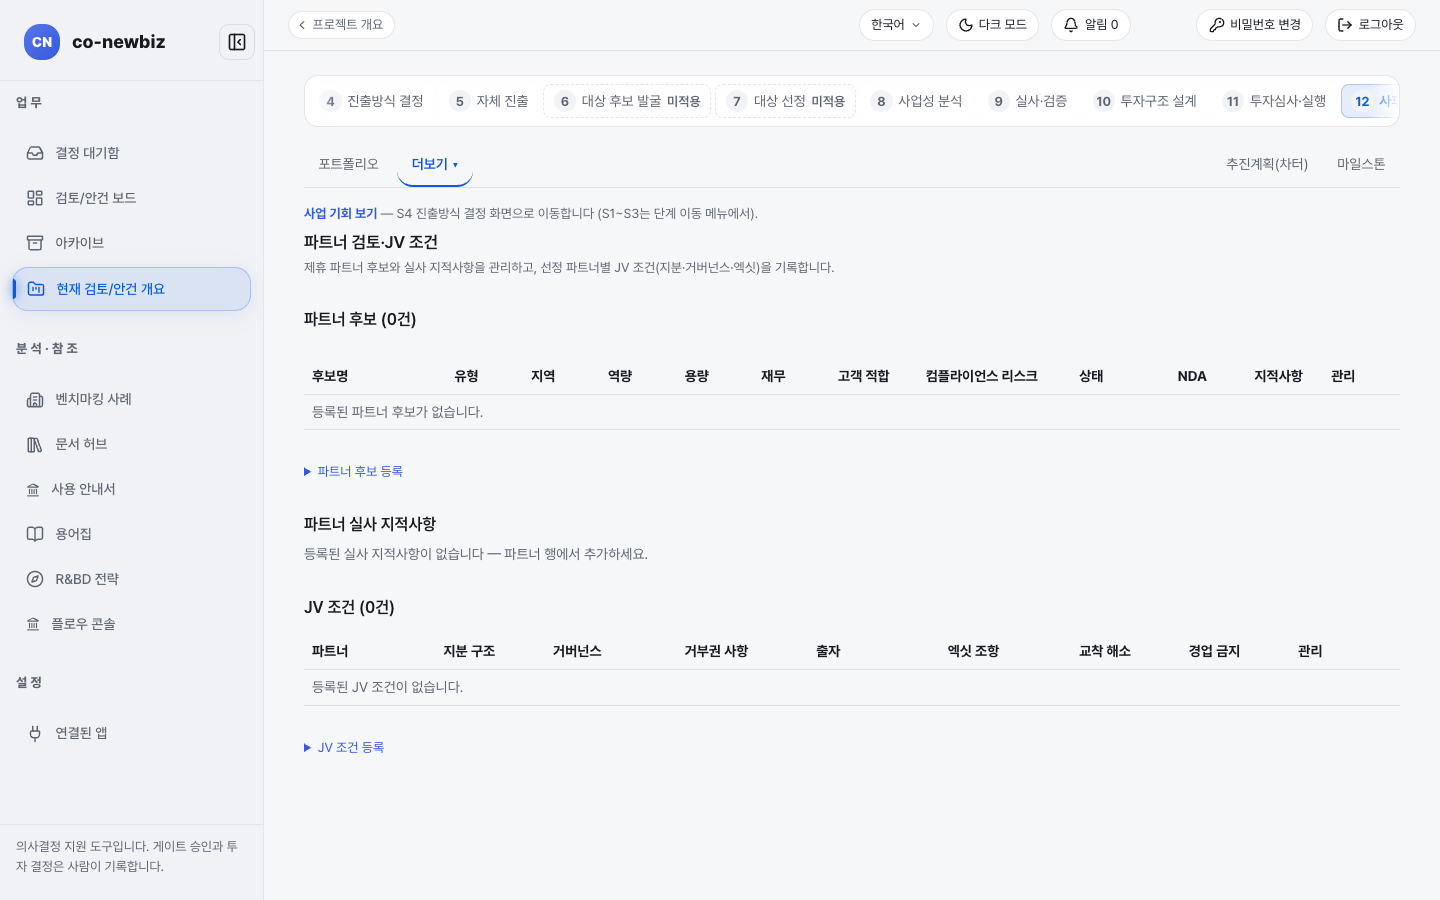 CN co-newbiz
프로젝트 개요
한국어
다크 모드
알림 0
비밀번호 변경
로그아웃
업무
결정 대기함
검토/안건 보드
아카이브
현재 검토/안건 개요
분석·참조
벤치마킹 사례
문서 허브
사용 안내서
용어집
R&BD 전략
플로우 콘솔
설정
연결된 앱
의사결정 지원 도구입니다. 게이트 승인과 투
자 결정은 사람이 기록합니다.
4 진출방식 결정 5 자체 진출 6 대상 후보 발굴 미적용 7 대상 선정 미적용 8 사업성 분석 9 실사·검증 10 투자구조 설계 11 투자심사·실행 12
포트폴리오 더보기 ▾ 추진계획(차터) 마일스톤
사업 기회 보기 — S4 진출방식 결정 화면으로 이동합니다 (S1~S3는 단계 이동 메뉴에서).
파트너 검토·JV 조건
제휴 파트너 후보와 실사 지적사항을 관리하고, 선정 파트너별 JV 조건(지분·거버넌스·엑싯)을 기록합니다.
파트너 후보 (0건)
후보명 유형 지역 역량 용량 재무 고객 적합 컴플라이언스 리스크 상태 NDA 지적사항 관리
등록된 파트너 후보가 없습니다.
▶ 파트너 후보 등록
파트너 실사 지적사항
등록된 실사 지적사항이 없습니다 — 파트너 행에서 추가하세요.
JV 조건 (0건)
파트너 지분 구조 거버넌스 거부권 사항 출자 엑싯 조항 교착 해소 경업 금지 관리
등록된 JV 조건이 없습니다.
▶ JV 조건 등록